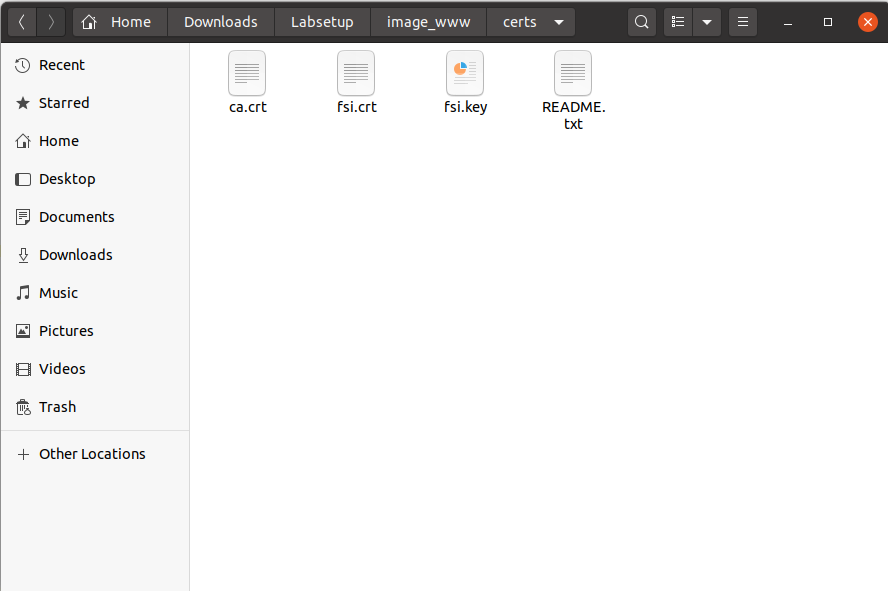 Home Downloads Labsetup image_www certs
Recent
Starred
Home
Desktop
Documents
Downloads
Music
Pictures
Videos
Trash
Other Locations
ca.crt
fsi.crt
fsi.key
README.
txt